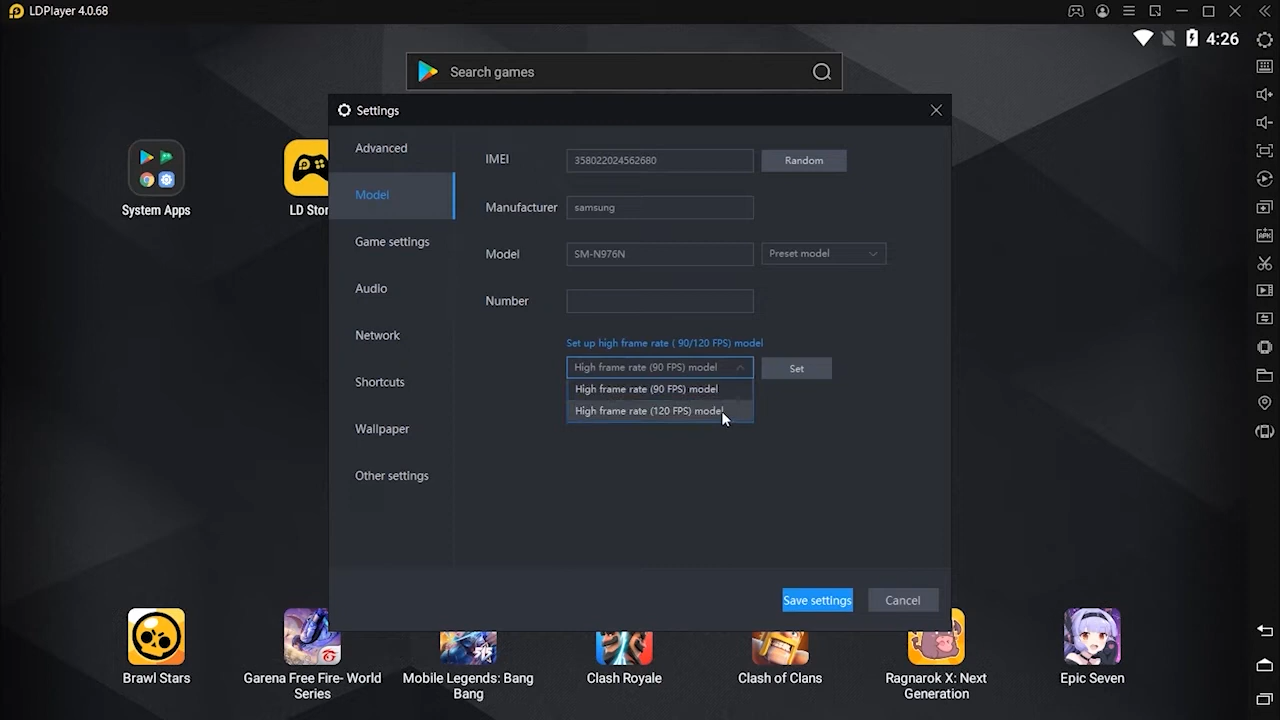 LDPlayer 4.0.68
4:26
Search games
Settings
Advanced
Model
Game settings
Audio
Network
Shortcuts
Wallpaper
Other settings
IMEI
358022024562680
Random
Manufacturer
samsung
Model
SM-N976N
Preset model
Number
Set up high frame rate ( 90/120 FPS) model
High frame rate (90 FPS) model
Set
High frame rate (90 FPS) model
High frame rate (120 FPS) model
Save settings
Cancel
System Apps
LD Stor
APK
Brawl Stars
Garena Free Fire- World
Series
Mobile Legends: Bang
Bang
Clash Royale
Clash of Clans
Ragnarok X: Next
Generation
Epic Seven